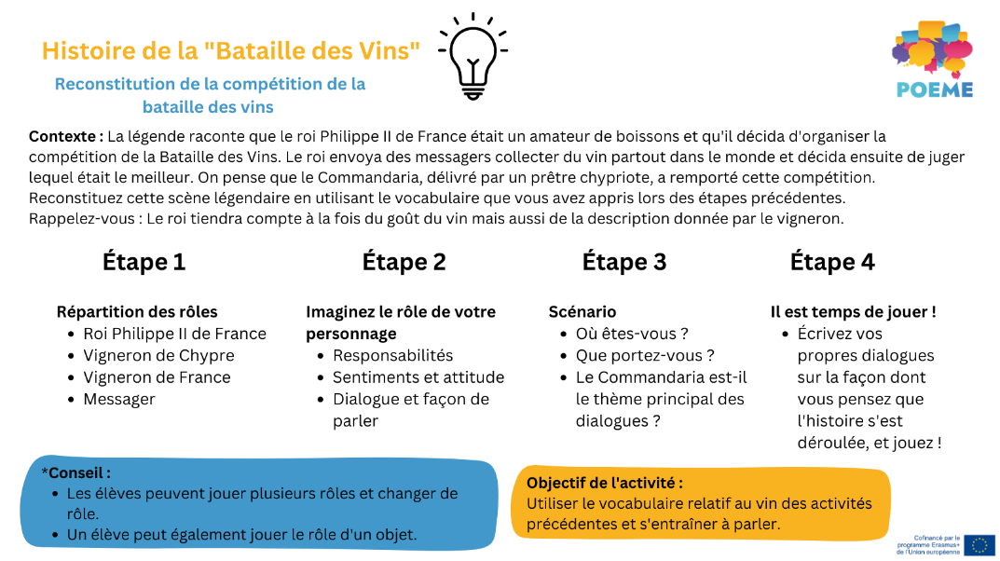 Histoire de la "Bataille des Vins"
Reconstitution de la compétition de la
bataille des vins
POEME
Contexte : La légende raconte que le roi Philippe II de France était un amateur de boissons et qu'il décida d'organiser la
compétition de la Bataille des Vins. Le roi envoya des messagers collecter du vin partout dans le monde et décida ensuite de juger
lequel était le meilleur. On pense que le Commandaria, délivré par un prêtre chypriote, a remporté cette compétition.
Reconstituez cette scène légendaire en utilisant le vocabulaire que vous avez appris lors des étapes précédentes.
Rappelez-vous : Le roi tiendra compte à la fois du goût du vin mais aussi de la description donnée par le vigneron.
Étape 1
Répartition des rôles
• Roi Philippe II de France
• Vigneron de Chypre
• Vigneron de France
• Messager
Étape 2
Imaginez le rôle de votre
personnage
• Responsabilités
• Sentiments et attitude
• Dialogue et façon de
parler
Étape 3
Scénario
• Où êtes-vous ?
• Que portez-vous ?
• Le Commandaria est-il
le thème principal des
dialogues ?
Étape 4
Il est temps de jouer !
• Écrivez vos
propres dialogues
sur la façon dont
vous pensez que
l'histoire s'est
déroulée, et jouez !
*Conseil :
• Les élèves peuvent jouer plusieurs rôles et changer de
rôle.
• Un élève peut également jouer le rôle d'un objet.
Objectif de l'activité :
Utiliser le vocabulaire relatif au vin des activités
précédentes et s'entraîner à parler.
Cofinancé par le
programme Erasmus+
de l'Union européenne